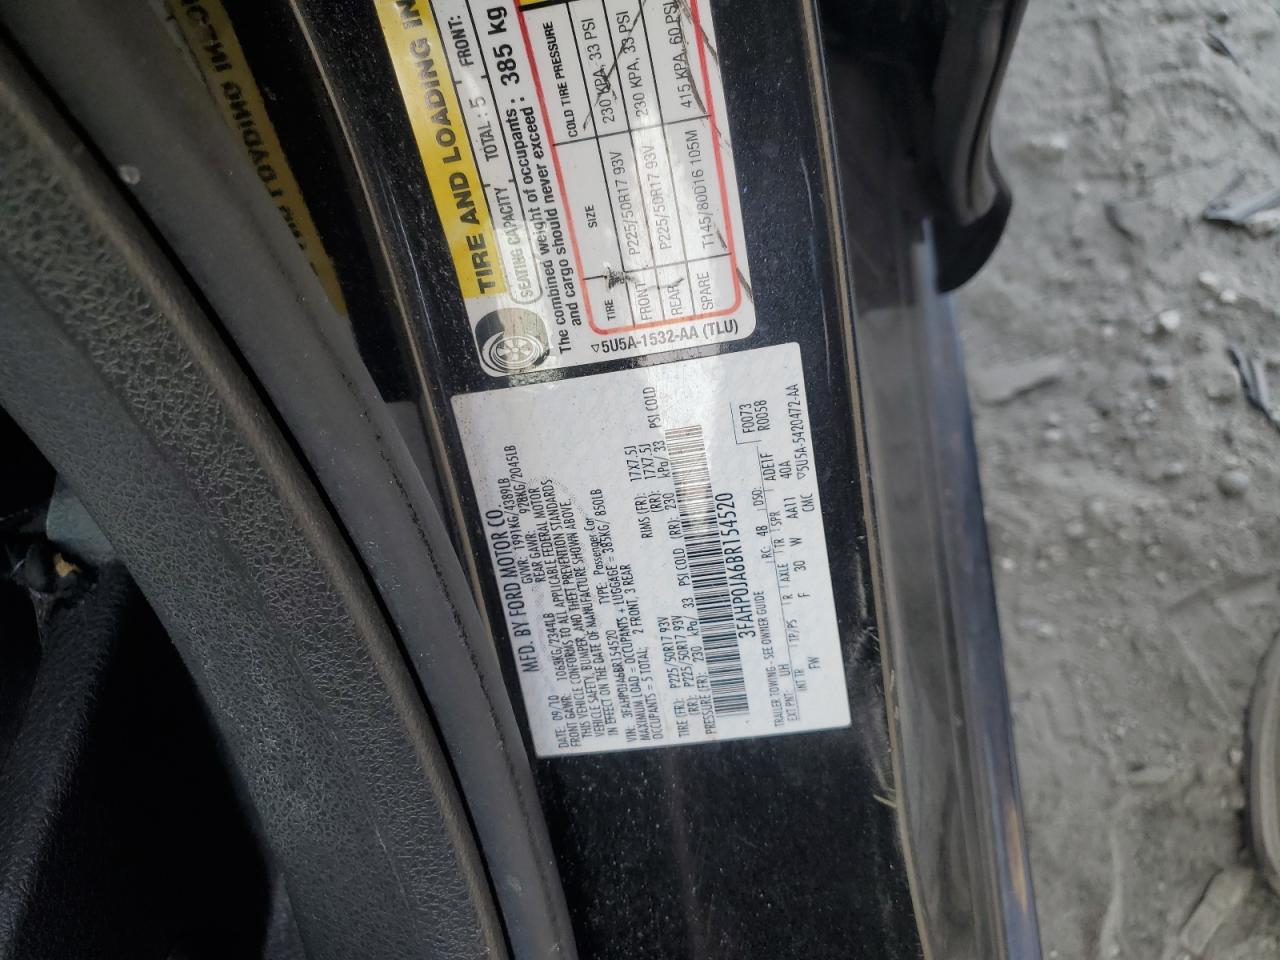 TIRE AND LOADING IN
SEATING CAPACITY TOTAL : 5 FRONT:
The combined weight of occupants : 385 kg
and cargo should never exceed :
TIRE SIZE COLD TIRE PRESSURE
FRONT P225/50R17 93V 230 KPA, 33 PSI
REAR P225/50R17 93V 230 KPA, 33 PSI
SPARE T145/80D16 105M 415 KPA, 60 PSI
5U5A-1532-AA (TLU)
MFD. BY FORD MOTOR CO.
DATE: 09/10 GVWR: 1991KG/4389LB
FRONT GAWR: 1063KG/2344LB REAR GAWR: 928KG/2045LB
THIS VEHICLE CONFORMS TO ALL APPLICABLE FEDERAL MOTOR
VEHICLE SAFETY, BUMPER, AND THEFT PREVENTION STANDARDS
IN EFFECT ON THE DATE OF MANUFACTURE SHOWN ABOVE.
VIN: 3FAHP0JA6BR154520 TYPE: Passenger Car
MAXIMUM LOAD = OCCUPANTS + LUGGAGE = 385KG/ 850LB
OCCUPANTS = 5 TOTAL: 2 FRONT, 3 REAR
TIRE (FR): P225/50R17 93V RIMS (FR): 17X7.5J
(RR): P225/50R17 93V (RR): 17X7.5J
PRESSURE (FR): 230 kPa/ 33 PSI COLD (RR): 230 kPa/ 33 PSI COLD
3FAHP0JA6BR154520
F0073
R0058
TRAILER TOWING - SEE OWNER GUIDE
EXT PNT: UH RC: 48 DSO: ADE1F
INT TR TP/PS R AXLE TR SPR 40A
FW F 30 W AA11
CMC 5U5A-5420472-AA